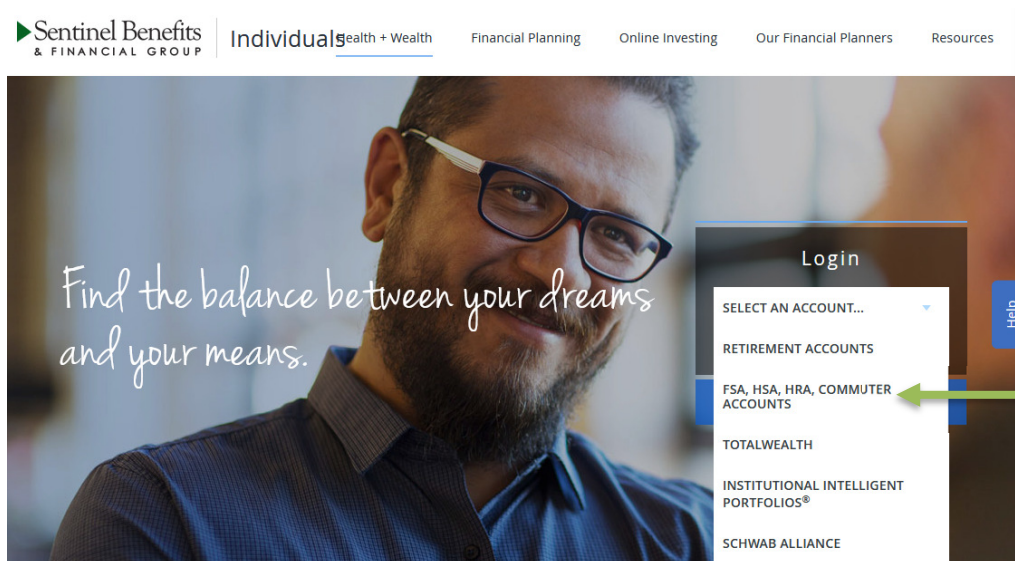 Sentinel Benefits
& FINANCIAL GROUP
Individuals
Health + Wealth
Financial Planning
Online Investing
Our Financial Planners
Resources
Find the balance between your dreams
and your means.
Login
SELECT AN ACCOUNT...
RETIREMENT ACCOUNTS
FSA, HSA, HRA, COMMUTER
ACCOUNTS
TOTALWEALTH
INSTITUTIONAL INTELLIGENT
PORTFOLIOS®
SCHWAB ALLIANCE
Help